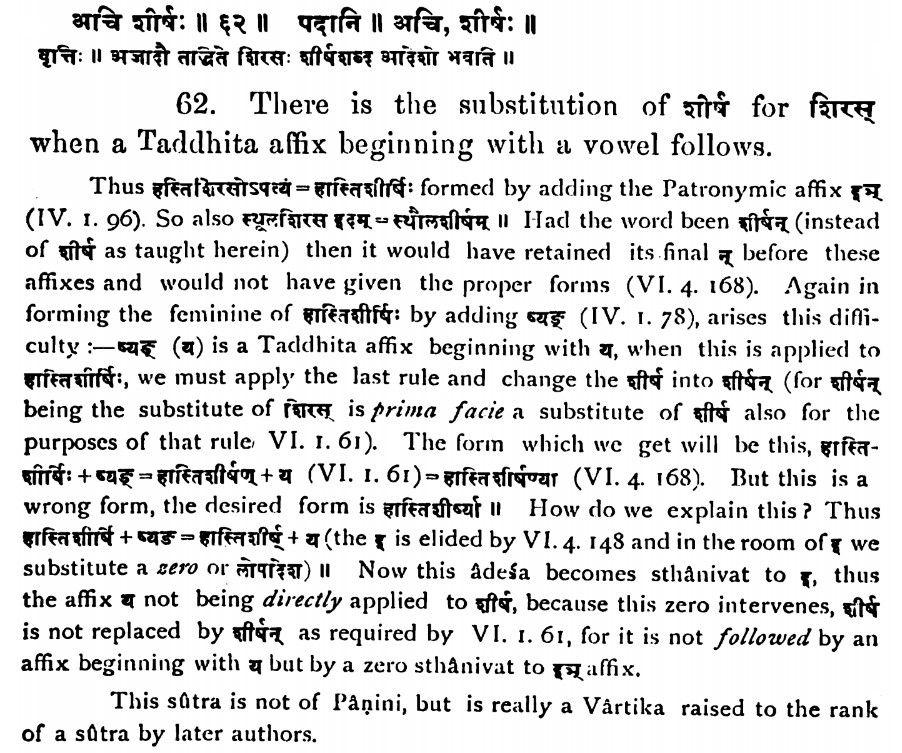 अचि शीर्षः ॥ ६२ ॥ पदानि ॥ अचि, शीर्षः ॥
वृत्तिः ॥ अजादौ तद्धिते शिरसः शीर्षशब्द आदेशो भवति ॥
62. There is the substitution of शीर्ष for शिरस्
when a Taddhita affix beginning with a vowel follows.
Thus हस्तिशिरसोऽपत्यं = हास्तिशीर्षिः formed by adding the Patronymic affix इञ्
(IV. 1. 96). So also स्थूलशिरस इदम् = स्थौलशीर्षम् ॥ Had the word been शीर्षन् (instead
of शीर्ष as taught herein) then it would have retained its final न् before these
affixes and would not have given the proper forms (VI. 4. 168). Again in
forming the feminine of हास्तिशीर्षिः by adding ष्यङ् (IV. 1. 78), arises this diffi-
culty :—ष्यङ् (य) is a Taddhita affix beginning with य, when this is applied to
हास्तिशीर्षिः, we must apply the last rule and change the शीर्ष into शीर्षन् (for शीर्षन्
being the substitute of शिरस् is prima facie a substitute of शीर्ष also for the
purposes of that rule VI. 1. 61). The form which we get will be this, हास्ति-
शीर्षिः + ष्यङ् = हास्तिशीर्षण् + य (VI. 1. 61) = हास्तिशीर्षण्या (VI. 4. 168). But this is a
wrong form, the desired form is हास्तिशीर्ष्या ॥ How do we explain this? Thus
हास्तिशीर्षि + ष्यङ = हास्तिशीर्ष् + य (the इ is elided by VI. 4. 148 and in the room of इ we
substitute a zero or लोपादेश) ॥ Now this âdeśa becomes sthânivat to इ, thus
the affix य not being directly applied to शीर्ष, because this zero intervenes, शीर्ष
is not replaced by शीर्षन् as required by VI. 1. 61, for it is not followed by an
affix beginning with य but by a zero sthânivat to इञ् affix.
This sûtra is not of Pâṇini, but is really a Vârtika raised to the rank
of a sûtra by later authors.